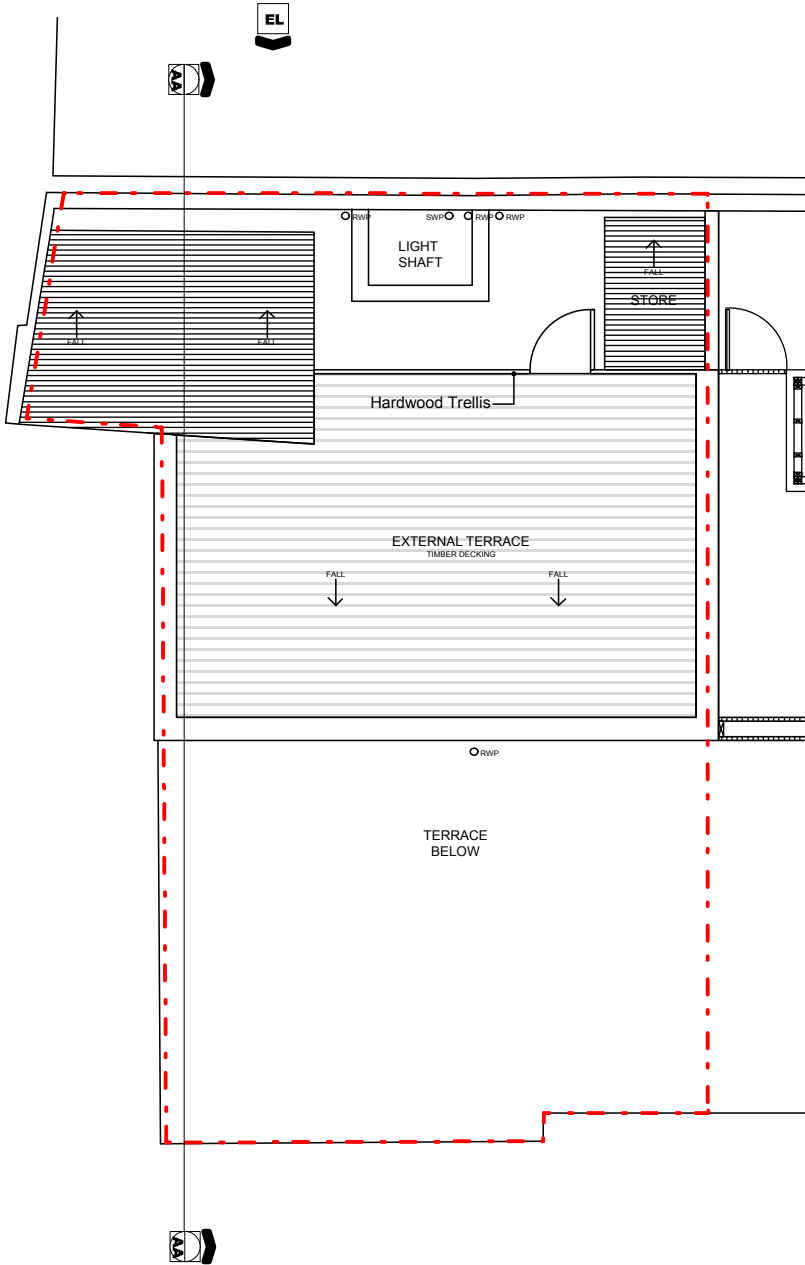 EL
AA
RWP
SWP
RWP
RWP
LIGHT
SHAFT
FALL
STORE
FALL
FALL
Hardwood Trellis
EXTERNAL TERRACE
TIMBER DECKING
FALL
FALL
RWP
TERRACE
BELOW
AA